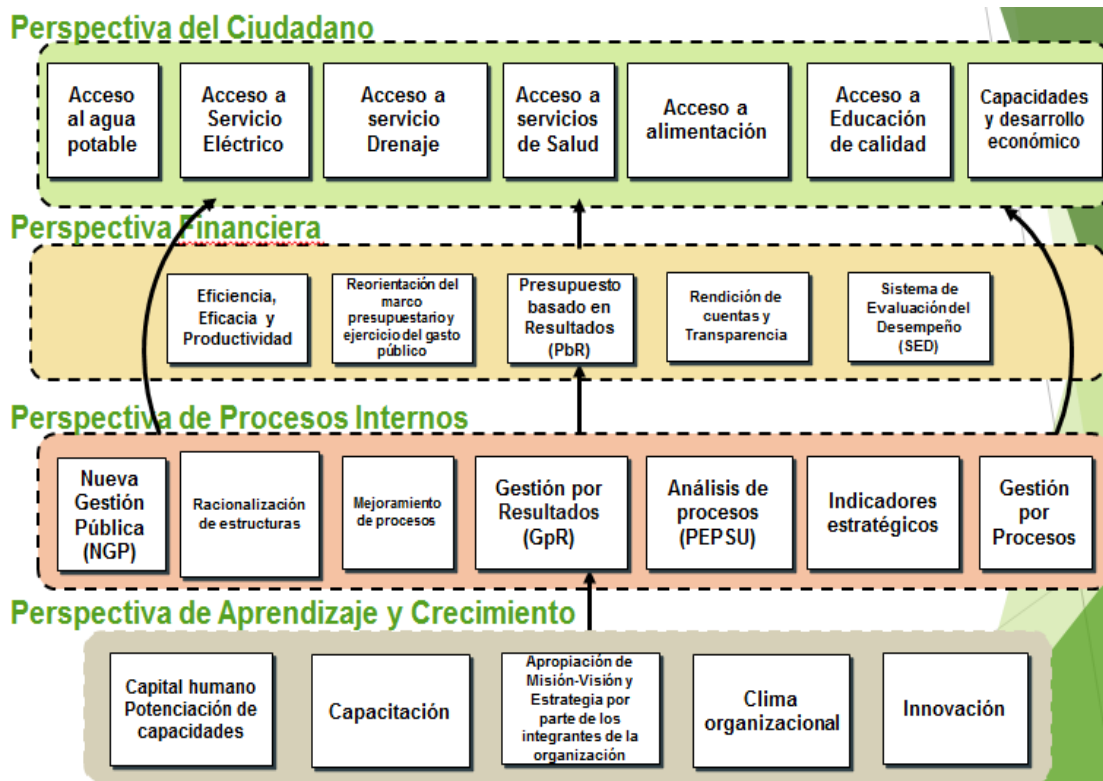 Perspectiva del Ciudadano
Acceso
al agua
potable
Acceso a
Servicio
Eléctrico
Acceso a
servicio
Drenaje
Acceso a
servicios
de Salud
Acceso a
alimentación
Acceso a
Educación
de calidad
Capacidades
y desarrollo
económico
Perspectiva Financiera
Eficiencia,
Eficacia y
Productividad
Reorientación del
marco
presupuestario y
ejercicio del gasto
público
Presupuesto
basado en
Resultados
(PbR)
Rendición de
cuentas y
Transparencia
Sistema de
Evaluación del
Desempeño
(SED)
Perspectiva de Procesos Internos
Nueva
Gestión
Pública
(NGP)
Racionalización
de estructuras
Mejoramiento
de procesos
Gestión por
Resultados
(GpR)
Análisis de
procesos
(PEPSU)
Indicadores
estratégicos
Gestión
por
Procesos
Perspectiva de Aprendizaje y Crecimiento
Capital humano
Potenciación de
capacidades
Capacitación
Apropiación de
Misión-Visión y
Estrategia por
parte de los
integrantes de la
organización
Clima
organizacional
Innovación